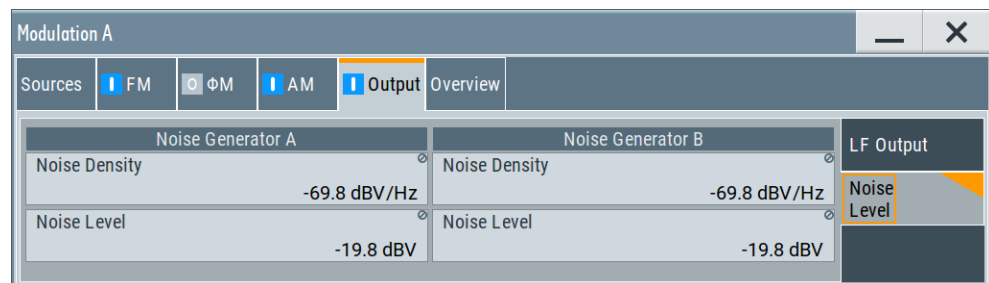 Modulation A
Sources
FM
ΦM
AM
Output
Overview
Noise Generator A
Noise Generator B
LF Output
Noise Density
-69.8 dBV/Hz
Noise Density
-69.8 dBV/Hz
Noise
Level
Noise Level
-19.8 dBV
Noise Level
-19.8 dBV